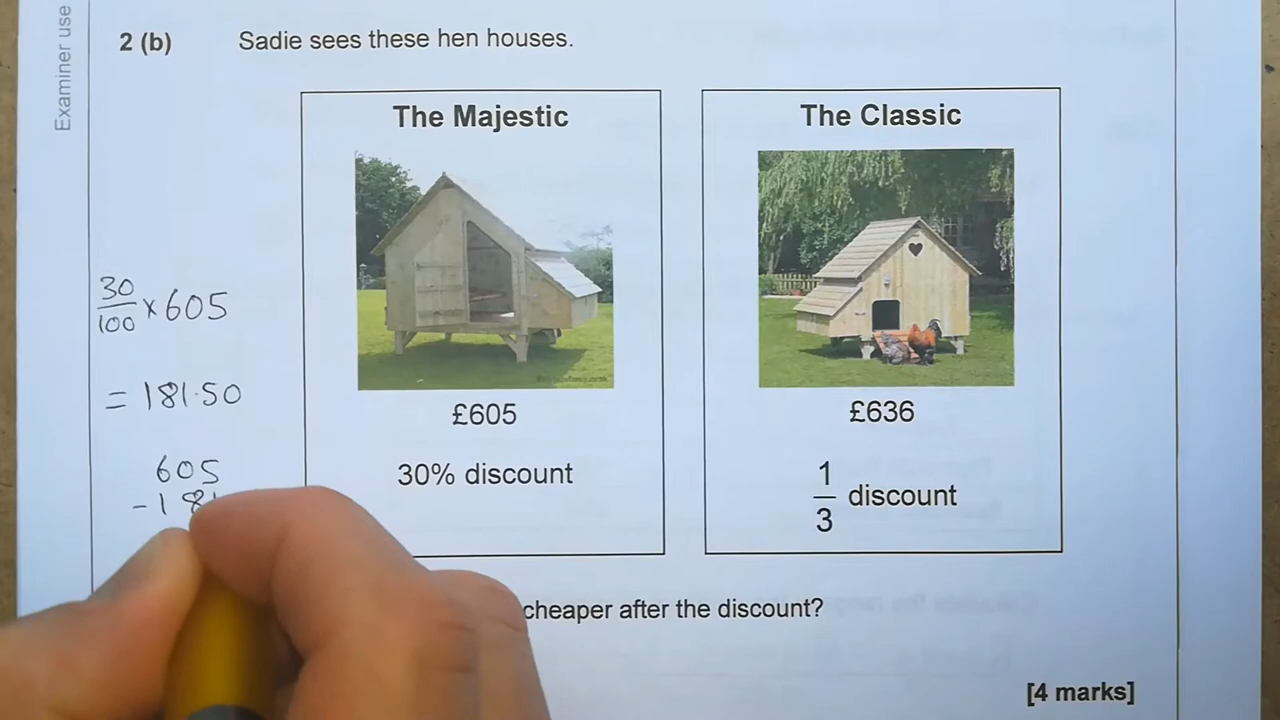 Examiner use
2 (b) Sadie sees these hen houses.
The Majestic
The Classic
30
100
× 605
= 181.50
605
- 18
£605
30% discount
£636
1
3
discount
cheaper after the discount?
[4 marks]